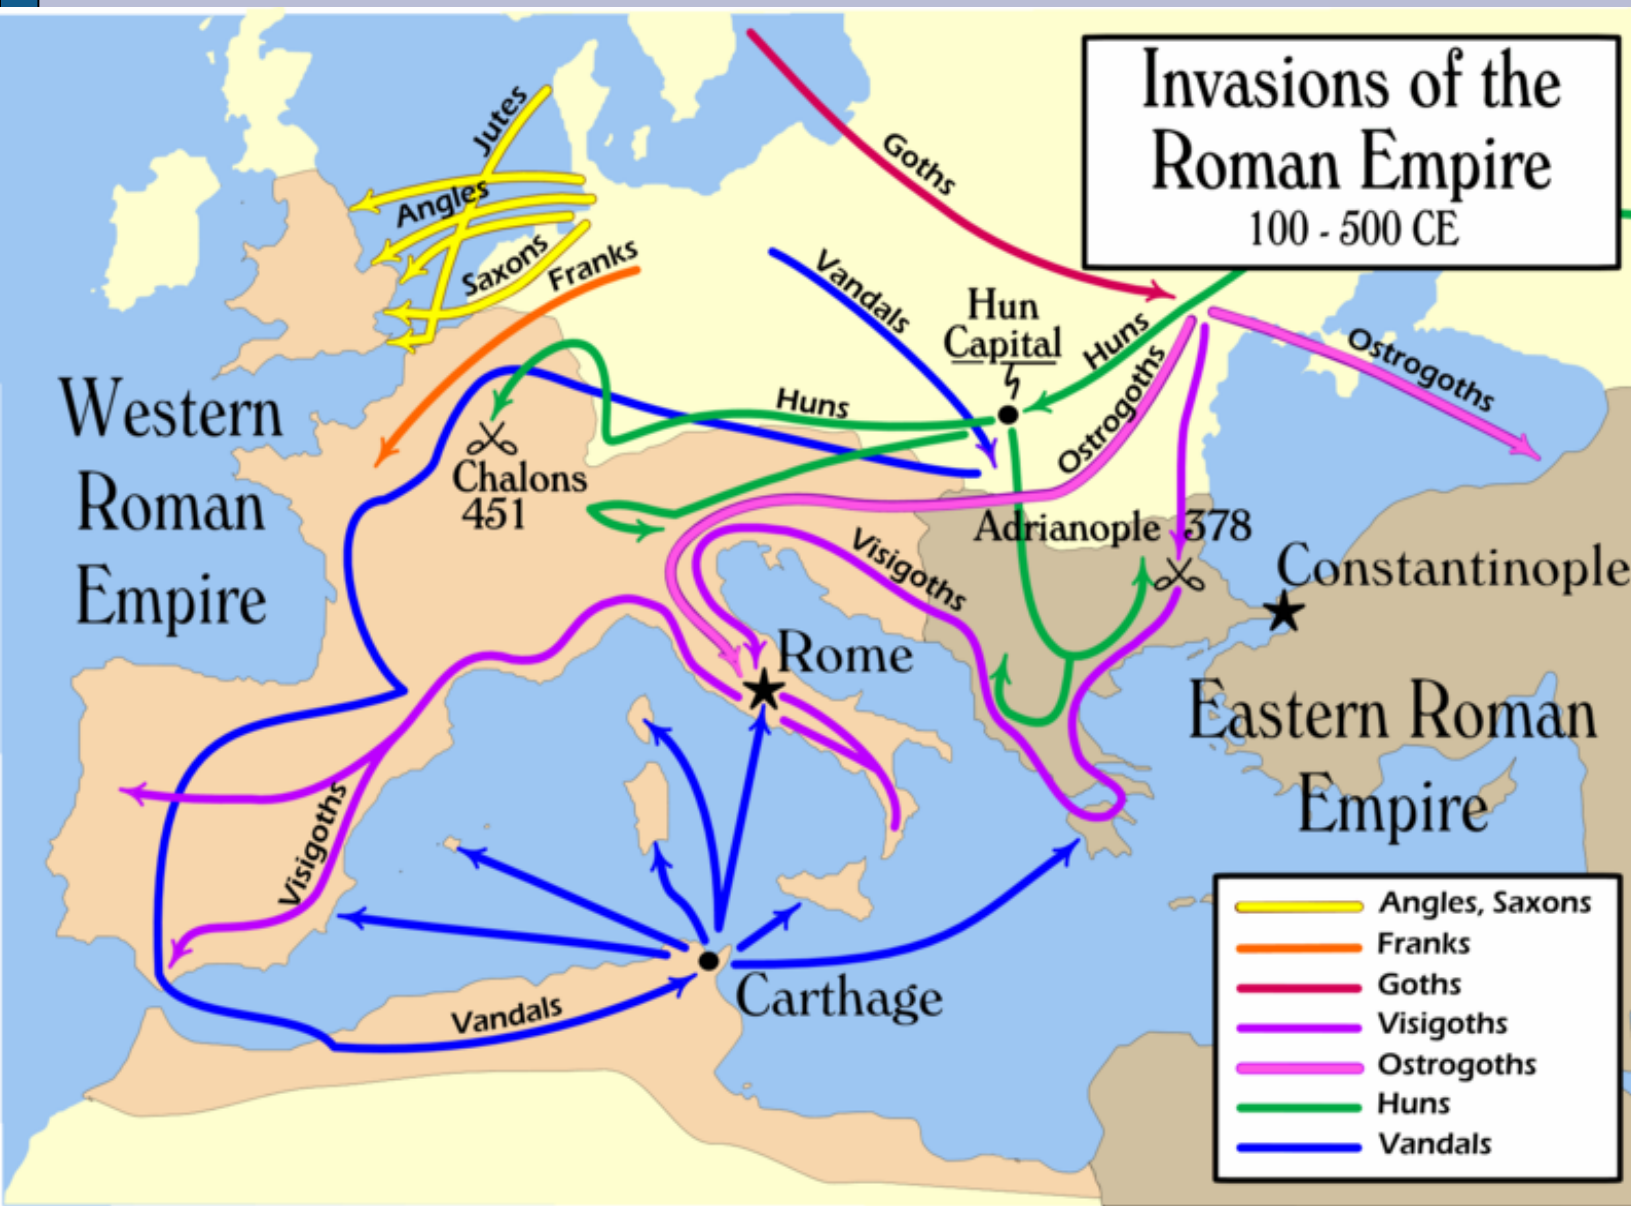 Invasions of the
Roman Empire
100 - 500 CE
Jutes
Angles
Saxons
Franks
Goths
Vandals
Hun
Capital
Huns
Ostrogoths
Ostrogoths
Huns
Western
Roman
Empire
Chalons
451
Adrianople 378
Constantinople
Visigoths
Rome
Eastern Roman
Empire
Visigoths
Carthage
Vandals
Angles, Saxons
Franks
Goths
Visigoths
Ostrogoths
Huns
Vandals